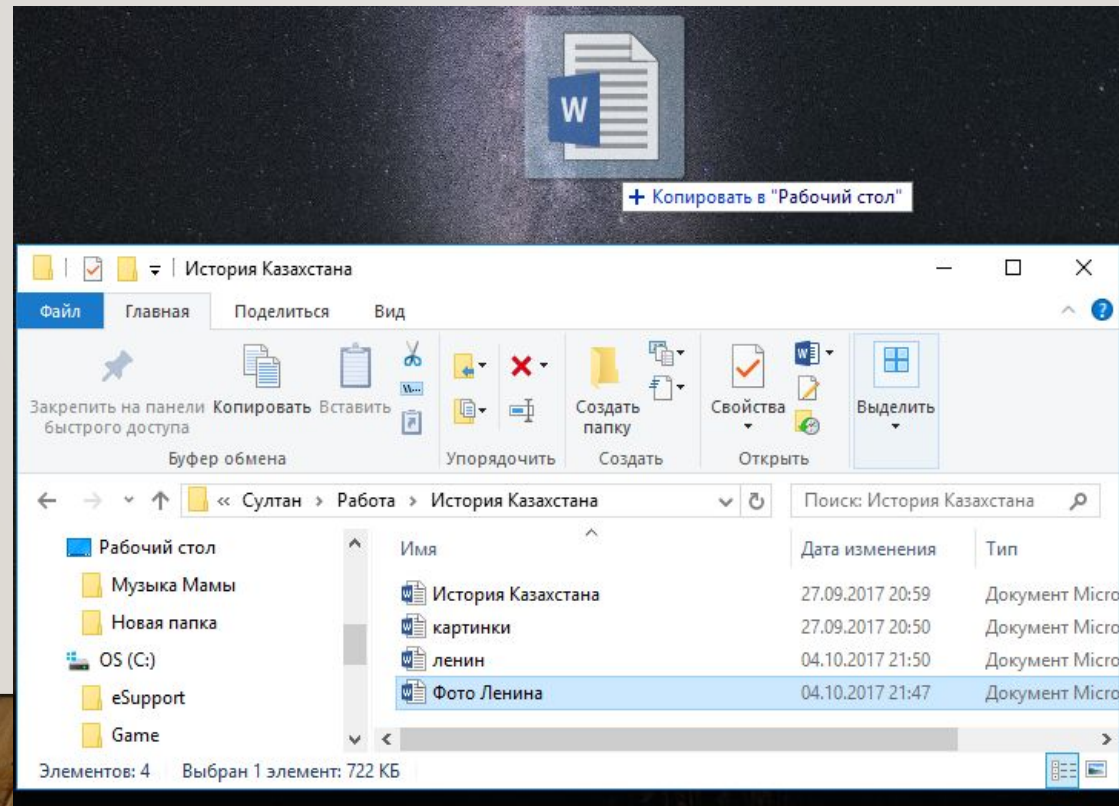 W
+ Копировать в "Рабочий стол"
История Казахстана
Файл Главная Поделиться Вид
Закрепить на панели быстрого доступа
Копировать
Вставить
Создать папку
Свойства
Выделить
Буфер обмена Упорядочить Создать Открыть
« Султан › Работа › История Казахстана
Поиск: История Казахстана
Рабочий стол
Музыка Мамы
Новая папка
OS (C:)
eSupport
Game
Имя Дата изменения Тип
История Казахстана 27.09.2017 20:59 Документ Micro
картинки 27.09.2017 20:50 Документ Micro
ленин 04.10.2017 21:50 Документ Micro
Фото Ленина 04.10.2017 21:47 Документ Micro
Элементов: 4 Выбран 1 элемент: 722 КБ